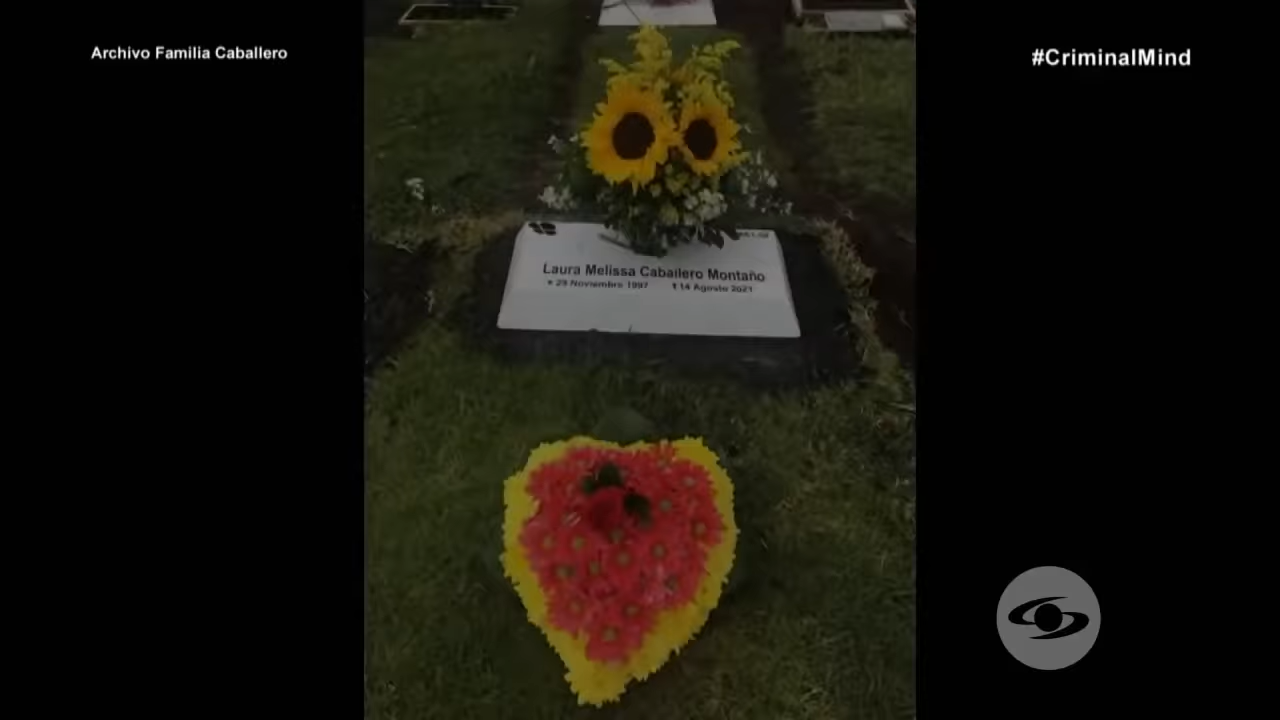 Archivo Familia Caballero
#CriminalMind
Laura Melissa Caballero Montaño
29 Noviembre 1997 14 Agosto 2021